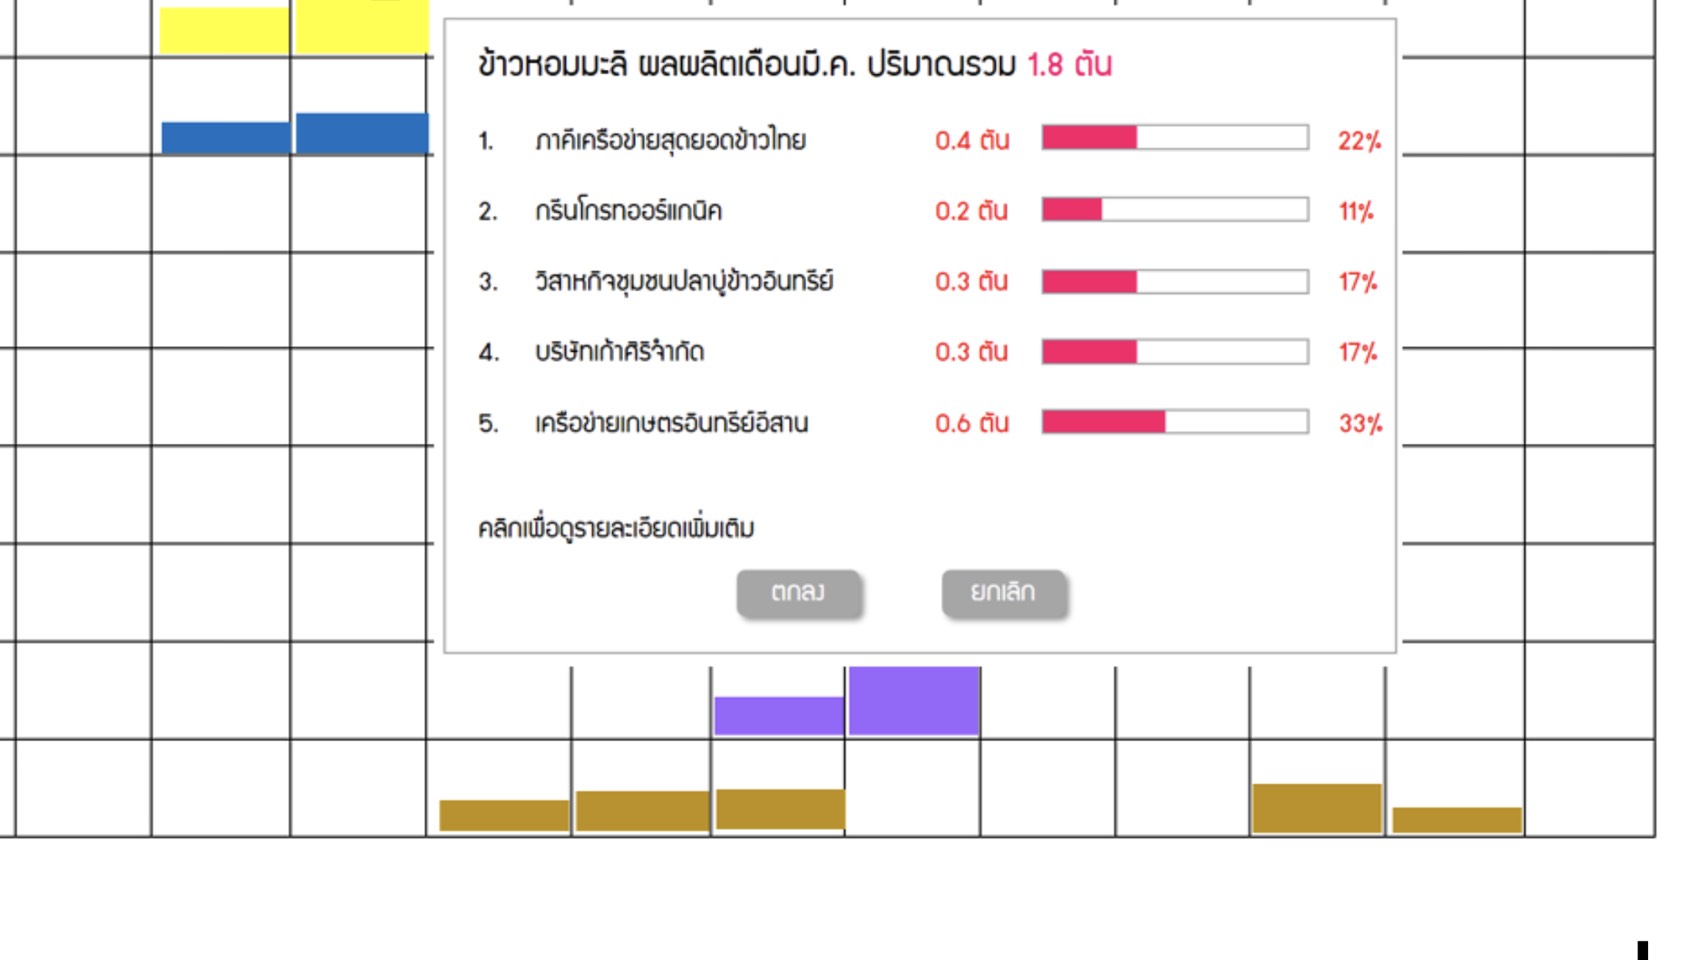 ข้าวหอมมะลิ ผลผลิตเดือนมี.ค. ปริมาณรวม 1.8 ตัน
1. ภาคีเครือข่ายสุดยอดข้าวไทย 0.4 ตัน 22%
2. กรีนโกรทออร์แกนิค 0.2 ตัน 11%
3. วิสาหกิจชุมชนปลาบู่ข้าวอินทรีย์ 0.3 ตัน 17%
4. บริษัทเก้าศิริจำกัด 0.3 ตัน 17%
5. เครือข่ายเกษตรอินทรีย์อีสาน 0.6 ตัน 33%
คลิกเพื่อดูรายละเอียดเพิ่มเติม
ตกลง ยกเลิก